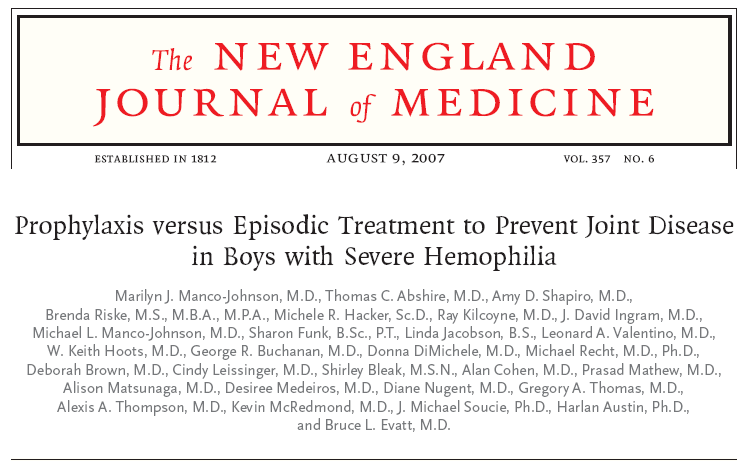 The NEW ENGLAND
JOURNAL of MEDICINE
ESTABLISHED IN 1812 AUGUST 9, 2007 VOL. 357 NO. 6
Prophylaxis versus Episodic Treatment to Prevent Joint Disease
in Boys with Severe Hemophilia
Marilyn J. Manco-Johnson, M.D., Thomas C. Abshire, M.D., Amy D. Shapiro, M.D.,
Brenda Riske, M.S., M.B.A., M.P.A., Michele R. Hacker, Sc.D., Ray Kilcoyne, M.D., J. David Ingram, M.D.,
Michael L. Manco-Johnson, M.D., Sharon Funk, B.Sc., P.T., Linda Jacobson, B.S., Leonard A. Valentino, M.D.,
W. Keith Hoots, M.D., George R. Buchanan, M.D., Donna DiMichele, M.D., Michael Recht, M.D., Ph.D.,
Deborah Brown, M.D., Cindy Leissinger, M.D., Shirley Bleak, M.S.N., Alan Cohen, M.D., Prasad Mathew, M.D.,
Alison Matsunaga, M.D., Desiree Medeiros, M.D., Diane Nugent, M.D., Gregory A. Thomas, M.D.,
Alexis A. Thompson, M.D., Kevin McRedmond, M.D., J. Michael Soucie, Ph.D., Harlan Austin, Ph.D.,
and Bruce L. Evatt, M.D.